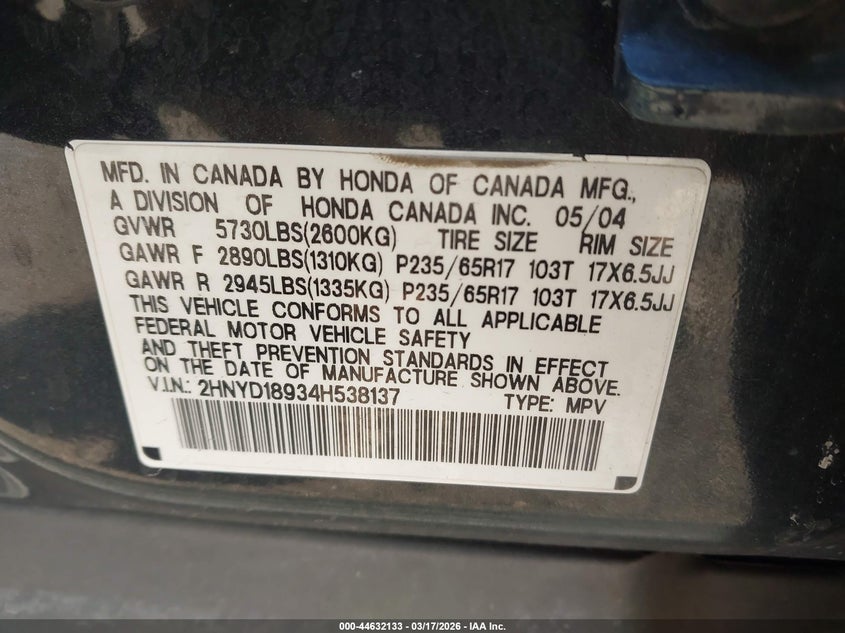 MFD. IN CANADA BY HONDA OF CANADA MFG.,
A DIVISION OF HONDA CANADA INC. 05/04
GVWR 5730LBS(2600KG) TIRE SIZE RIM SIZE
GAWR F 2890LBS(1310KG) P235/65R17 103T 17X6.5JJ
GAWR R 2945LBS(1335KG) P235/65R17 103T 17X6.5JJ
THIS VEHICLE CONFORMS TO ALL APPLICABLE
FEDERAL MOTOR VEHICLE SAFETY
AND THEFT PREVENTION STANDARDS IN EFFECT
ON THE DATE OF MANUFACTURE SHOWN ABOVE.
V.I.N.: 2HNYD18934H538137 TYPE: MPV
000-44632133 — 03/17/2026 — IAA Inc.